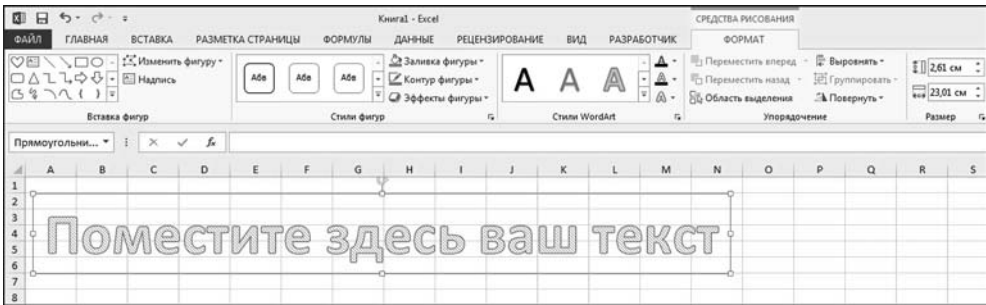 Книга1 - Excel
СРЕДСТВА РИСОВАНИЯ
ФАЙЛ ГЛАВНАЯ ВСТАВКА РАЗМЕТКА СТРАНИЦЫ ФОРМУЛЫ ДАННЫЕ РЕЦЕНЗИРОВАНИЕ ВИД РАЗРАБОТЧИК ФОРМАТ
Изменить фигуру
Надпись
Абв Абв Абв
Заливка фигуры
Контур фигуры
Эффекты фигуры
A A A
Переместить вперед
Переместить назад
Область выделения
Выровнять
Группировать
Повернуть
2,61 см
23,01 см
Вставка фигур Стили фигур Стили WordArt Упорядочение Размер
Прямоугольни... fx
A B C D E F G H I J K L M N O P Q R S
1
2
3
4
5
6
7
8
Поместите здесь ваш текст